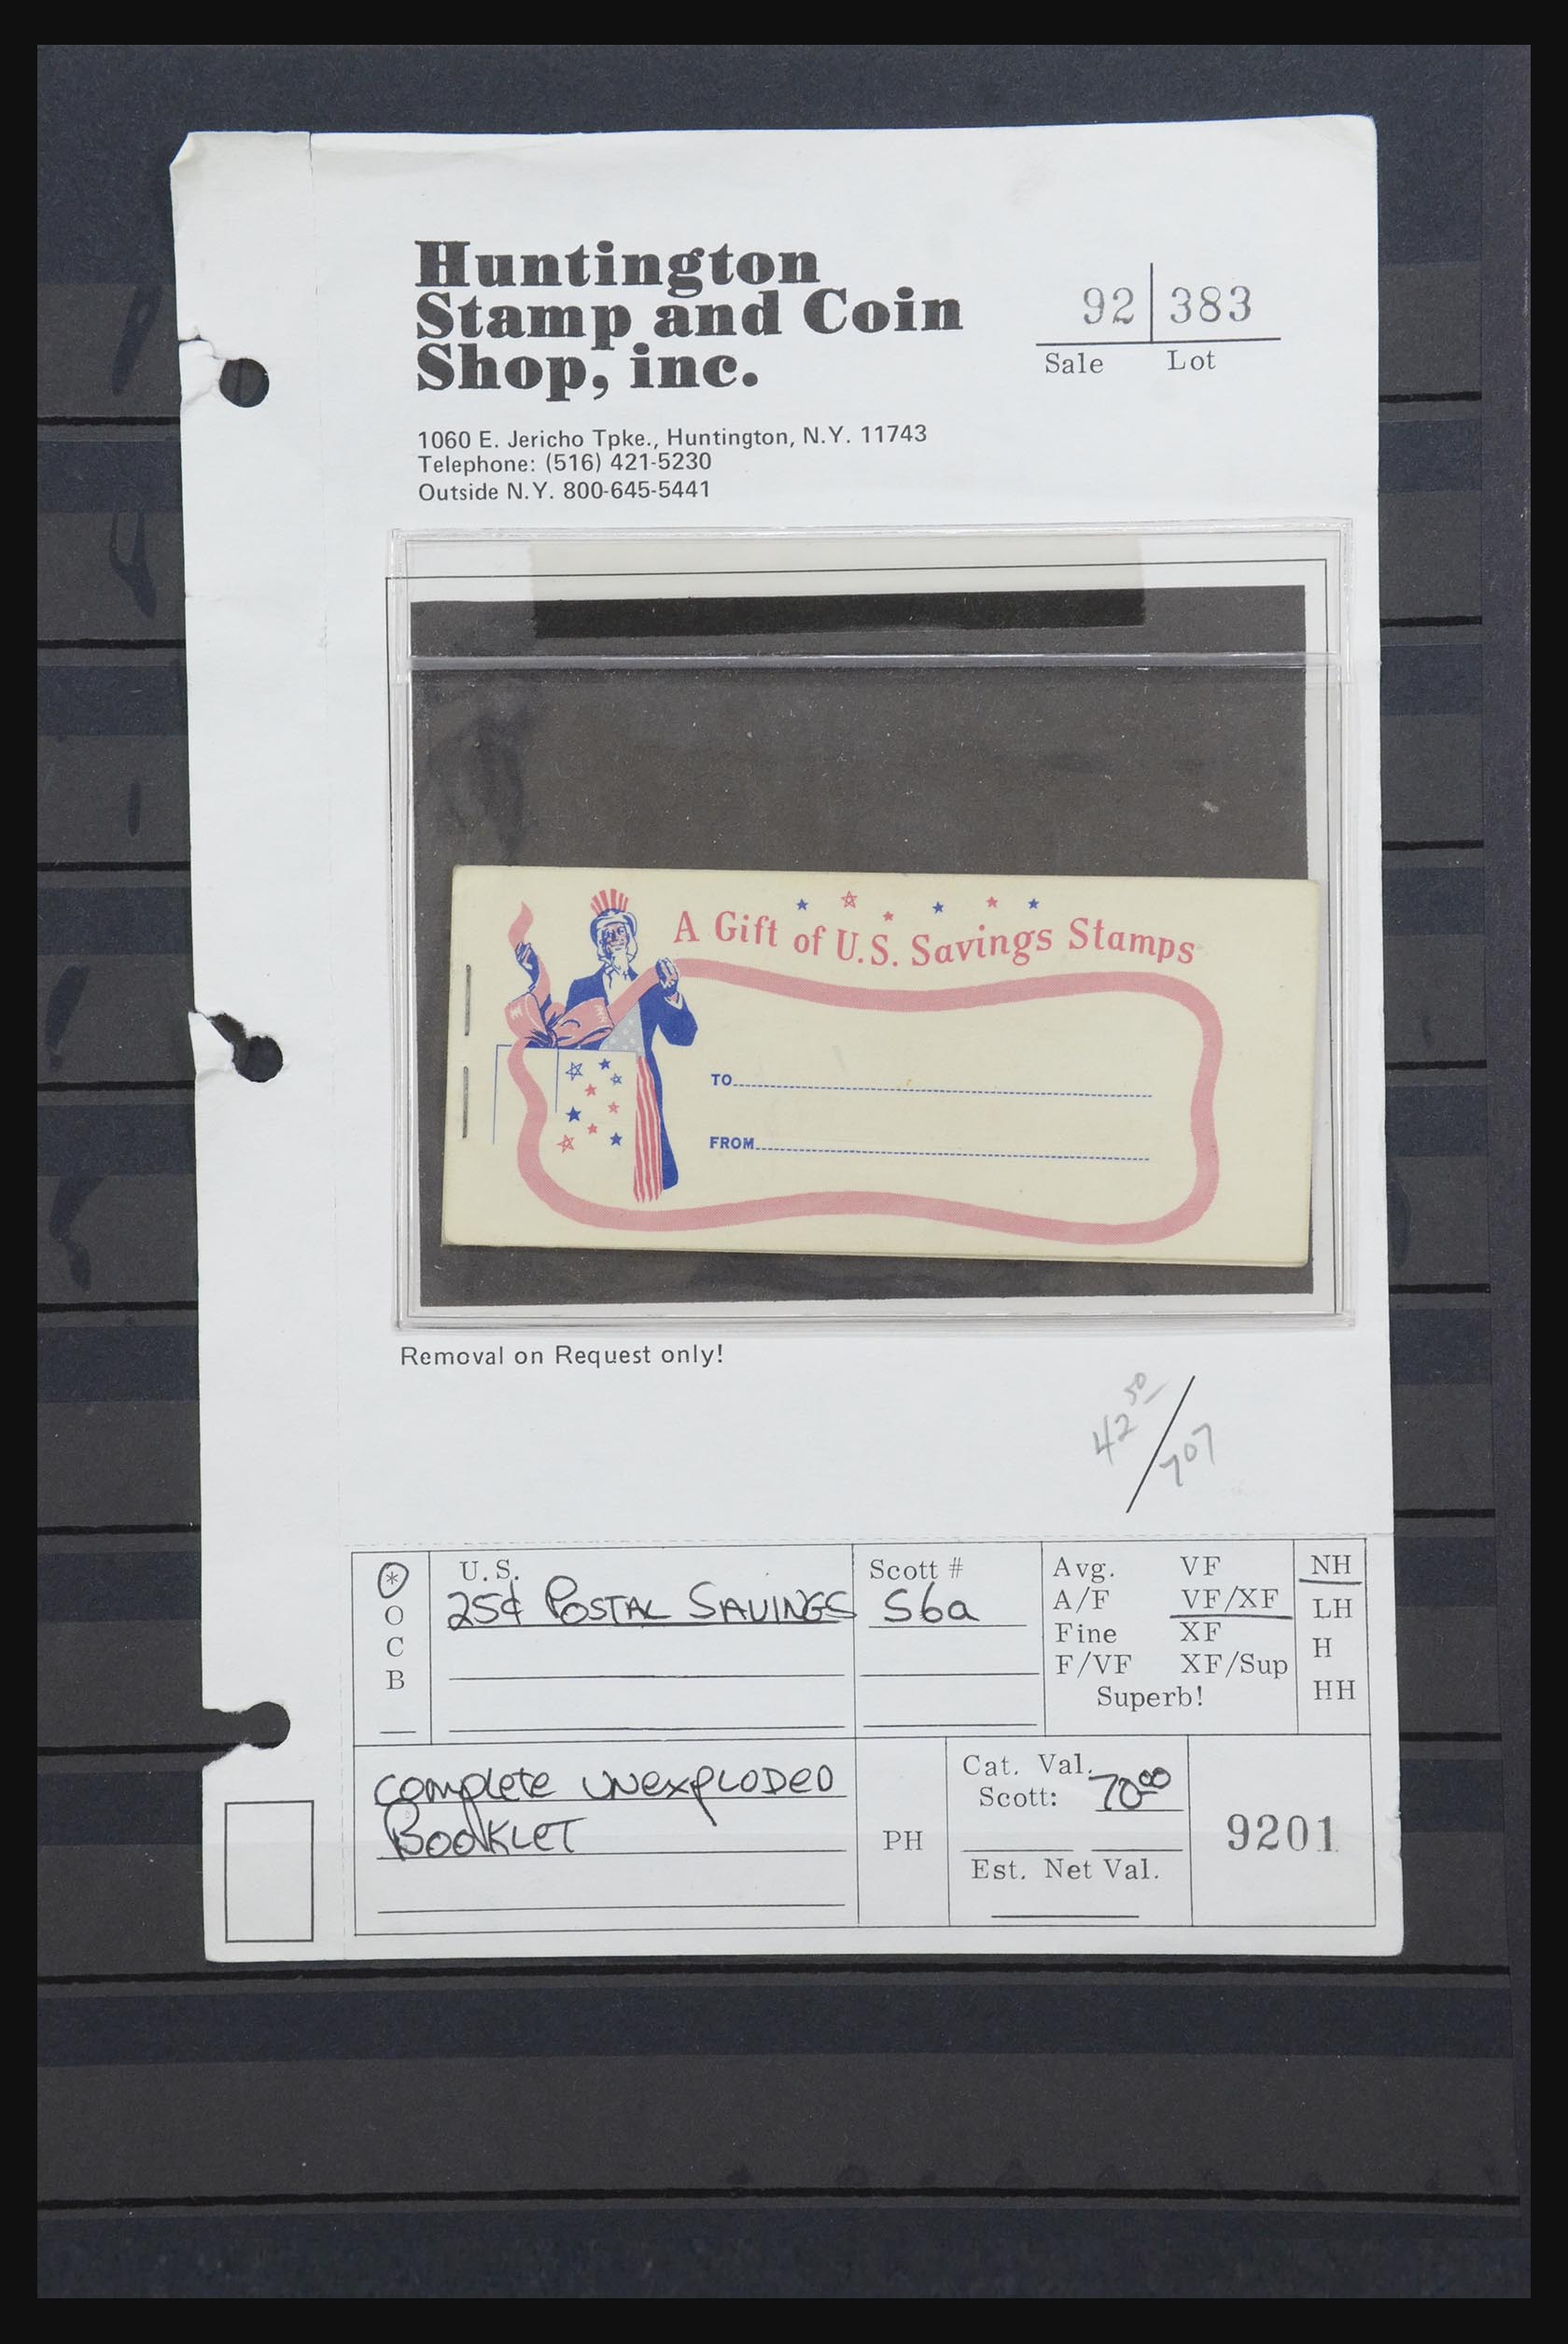 Huntington
Stamp and Coin
Shop, inc.
92 383
Sale Lot
1060 E. Jericho Tpke., Huntington, N.Y. 11743
Telephone: (516) 421-5230
Outside N.Y. 800-645-5441
A Gift of U.S. Savings Stamps
TO
FROM
Removal on Request only!
42 50 / 707
*
O
C
B
U.S.
25¢ POSTAL SAVINGS
Scott #
S6a
Avg. VF
A/F VF/XF
Fine XF
F/VF XF/Sup
Superb!
NH
LH
H
HH
complete unexploded
Booklet
PH
Cat. Val.
Scott: 70 00
Est. Net Val.
9201